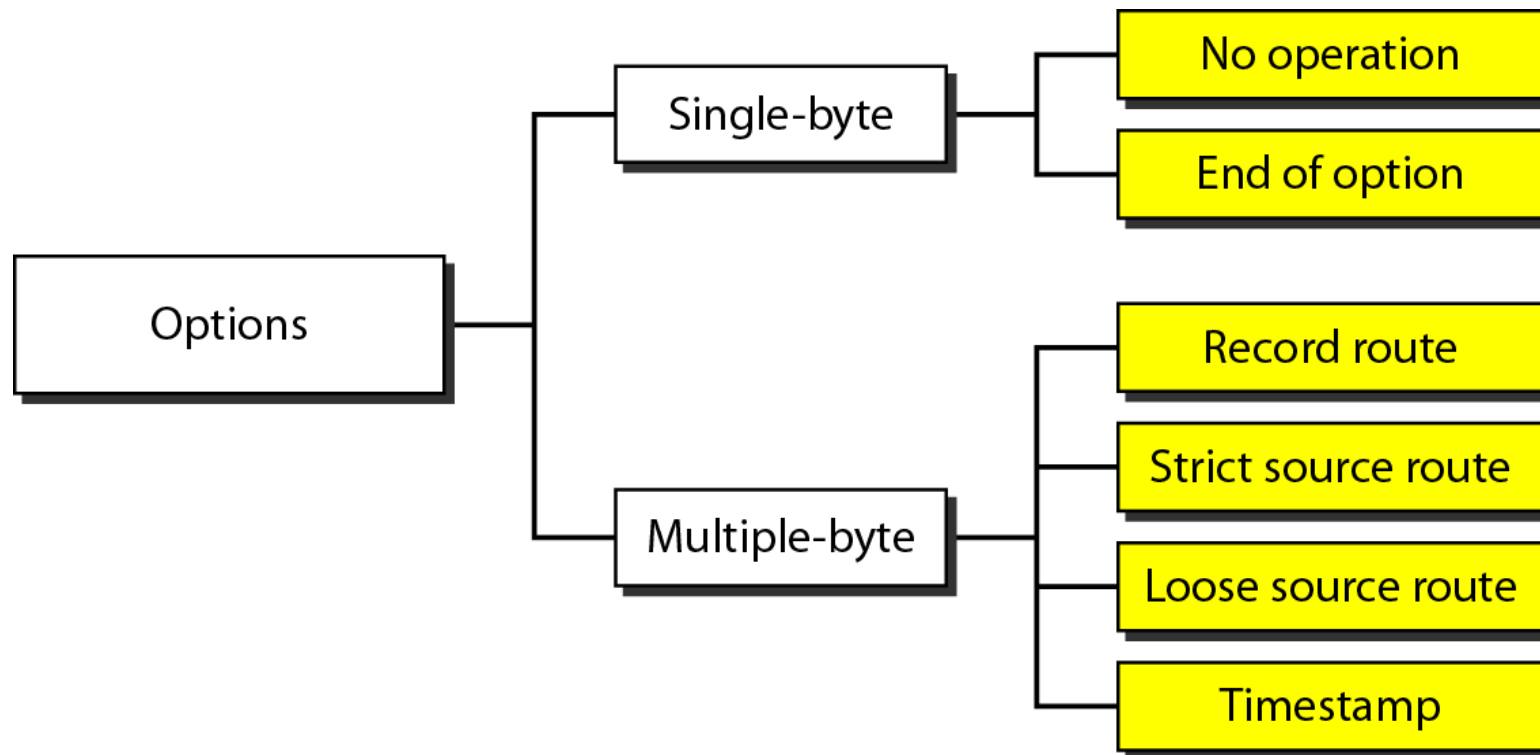 No operation
Single-byte
End of option
Options
Record route
Strict source route
Multiple-byte
Loose source route
Timestamp